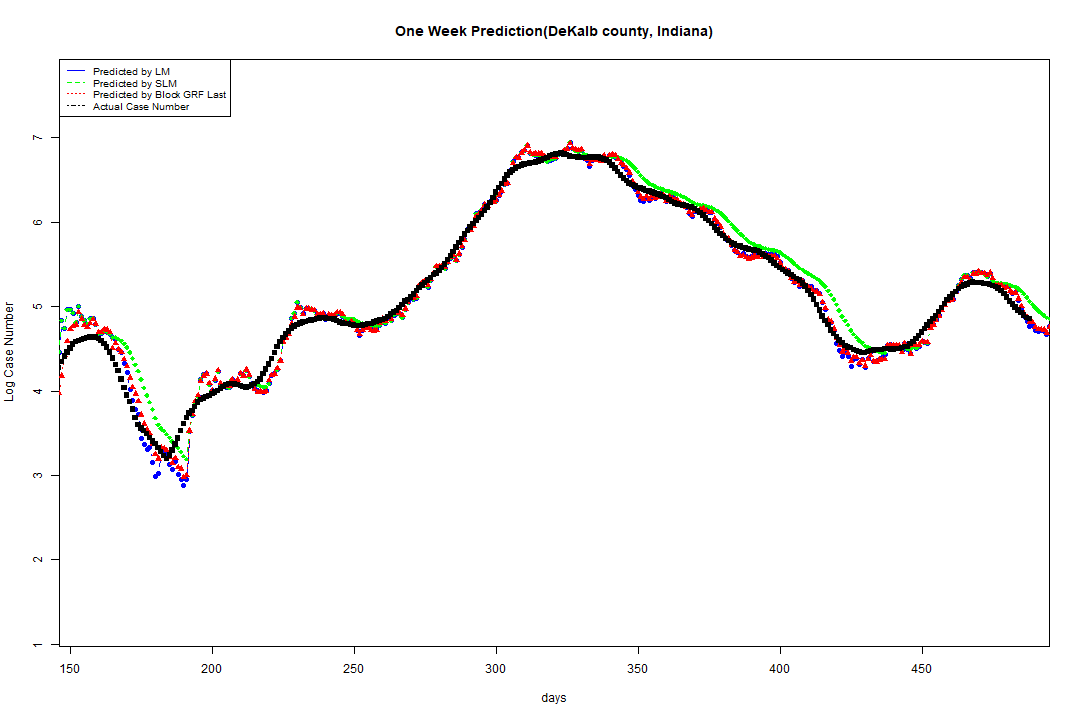 One Week Prediction(DeKalb county, Indiana)
Predicted by LM
Predicted by SLM
Predicted by Block GRF Last
Actual Case Number
7
6
5
4
3
2
1
Log Case Number
150 200 250 300 350 400 450
days